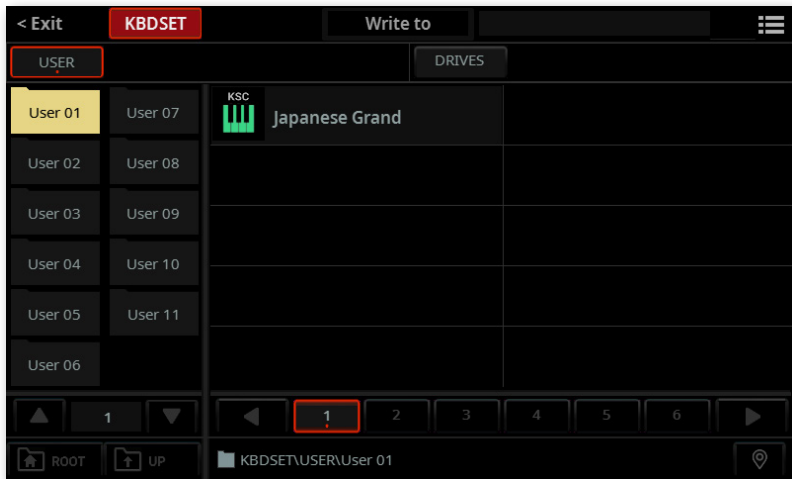 < Exit KBDSET Write to
USER DRIVES
User 01 User 07 KSC Japanese Grand
User 02 User 08
User 03 User 09
User 04 User 10
User 05 User 11
User 06
1 1 2 3 4 5 6
ROOT UP KBDSET\USER\User 01